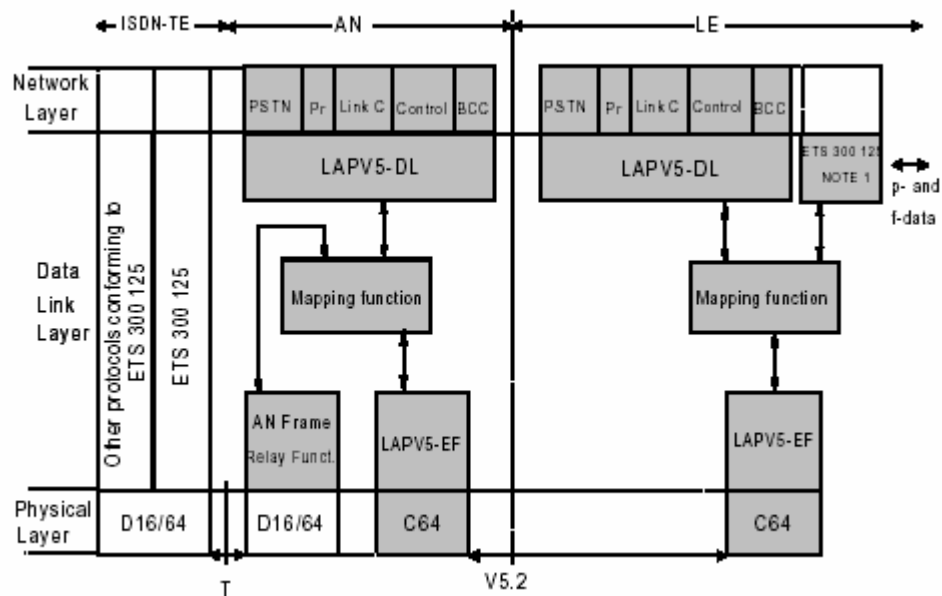 ISDN-TE AN LE
Network
Layer
PSTN Pr Link C Control BCC
PSTN Pr Link C Control BCC
LAPV5-DL
LAPV5-DL
ETS 300 125
NOTE 1
p- and
f-data
Other protocols conforming to
ETS 300 125
ETS 300 125
Data
Link
Layer
Mapping function
Mapping function
AN Frame
Relay Funct.
LAPV5-EF
LAPV5-EF
Physical
Layer
D16/64
D16/64
C64
C64
T
V5.2